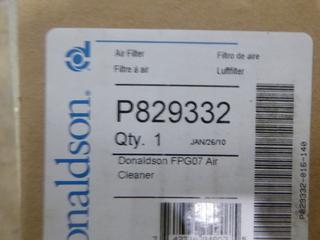 Donaldson.
Air Filter
Filtro de aire
Filtre à air
Luftfilter
P829332
Qty. 1
JAN/26/10
Donaldson FPG07 Air
Cleaner
P829332-016-140